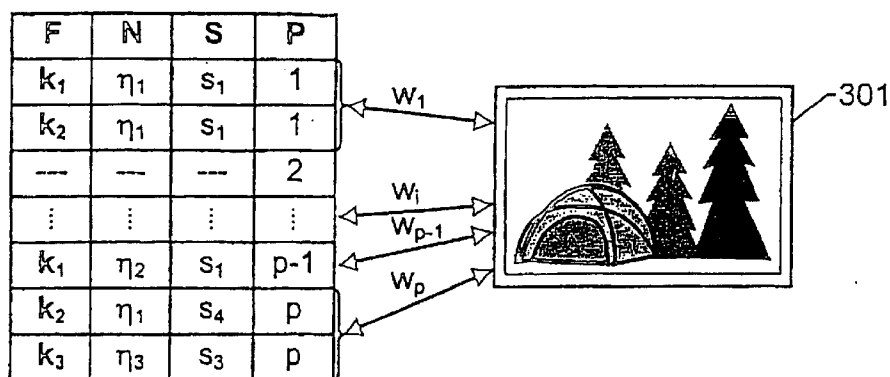 F N S P
k₁ η₁ s₁ 1
k₂ η₁ s₁ 1
--- --- --- 2
⋮ ⋮ ⋮ ⋮
k₁ η₂ s₁ p-1
k₂ η₁ s₄ p
k₃ η₃ s₃ p
w₁
wᵢ
wₚ₋₁
wₚ
301